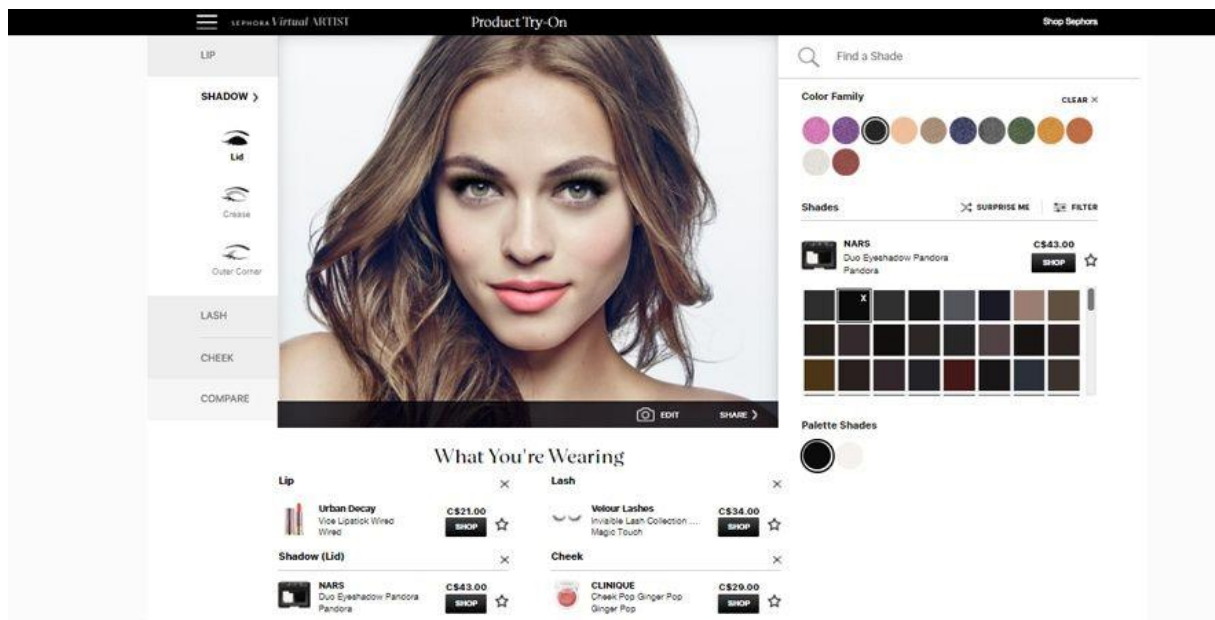 SEPHORA Virtual ARTIST
Product Try-On
Shop Sephora
LIP
SHADOW >
Lid
Crease
Outer Corner
LASH
CHEEK
COMPARE
EDIT
SHARE >
Find a Shade
Color Family
CLEAR ×
Shades
SURPRISE ME
FILTER
NARS
C$43.00
Duo Eyeshadow Pandora
SHOP
Pandora
X
Palette Shades
What You're Wearing
Lip ×
Urban Decay
C$21.00
Vice Lipstick Wired
SHOP
Wired
Lash ×
Velour Lashes
C$34.00
Invisible Lash Collection ...
SHOP
Magic Touch
Shadow (Lid) ×
NARS
C$43.00
Duo Eyeshadow Pandora
SHOP
Pandora
Cheek ×
CLINIQUE
C$29.00
Cheek Pop Ginger Pop
SHOP
Ginger Pop